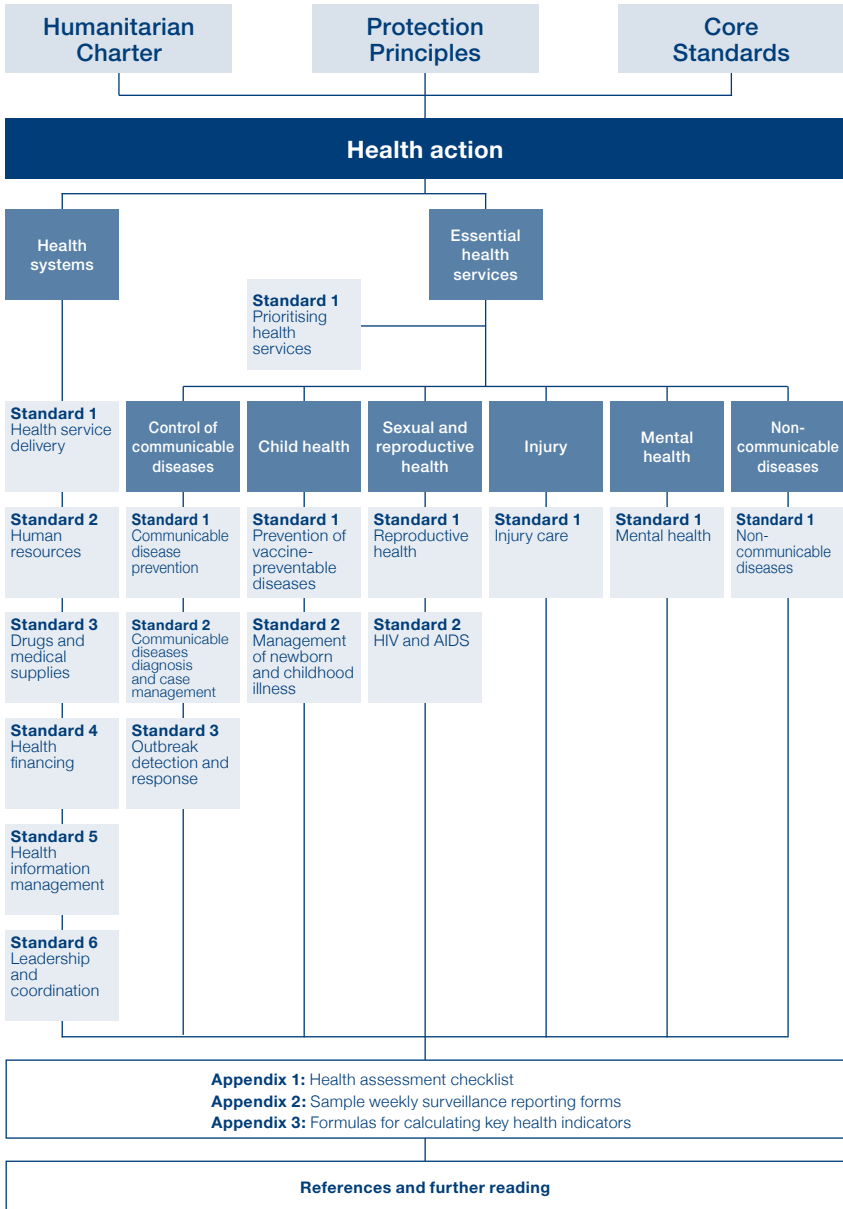 Humanitarian
Charter
Protection
Principles
Core
Standards
Health action
Health
systems
Essential
health
services
Standard 1
Prioritising
health
services
Standard 1
Health service
delivery
Control of
communicable
diseases
Child health
Sexual and
reproductive
health
Injury
Mental
health
Non-
communicable
diseases
Standard 2
Human
resources
Standard 1
Communicable
disease
prevention
Standard 1
Prevention of
vaccine-
preventable
diseases
Standard 1
Reproductive
health
Standard 1
Injury care
Standard 1
Mental health
Standard 1
Non-
communicable
diseases
Standard 3
Drugs and
medical
supplies
Standard 2
Communicable
diseases
diagnosis
and case
management
Standard 2
Management
of newborn
and childhood
illness
Standard 2
HIV and AIDS
Standard 4
Health
financing
Standard 3
Outbreak
detection and
response
Standard 5
Health
information
management
Standard 6
Leadership
and
coordination
Appendix 1: Health assessment checklist
Appendix 2: Sample weekly surveillance reporting forms
Appendix 3: Formulas for calculating key health indicators
References and further reading